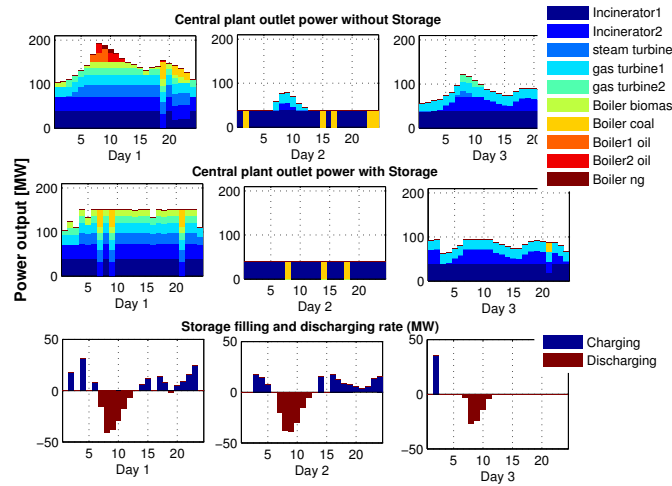 Central plant outlet power without Storage
200
100
0
5 10 15 20
Day 1
200
100
0
5 10 15 20
Day 2
200
100
0
5 10 15 20
Day 3
Incinerator1
Incinerator2
steam turbine
gas turbine1
gas turbine2
Boiler biomas
Boiler coal
Boiler1 oil
Boiler2 oil
Boiler ng
Power output [MW]
Central plant outlet power with Storage
200
100
0
5 10 15 20
Day 1
200
100
0
5 10 15 20
Day 2
200
100
0
5 10 15 20
Day 3
Storage filling and discharging rate (MW)
50
0
−50
5 10 15 20
Day 1
50
0
−50
5 10 15 20
Day 2
50
0
−50
5 10 15 20
Day 3
Charging
Discharging